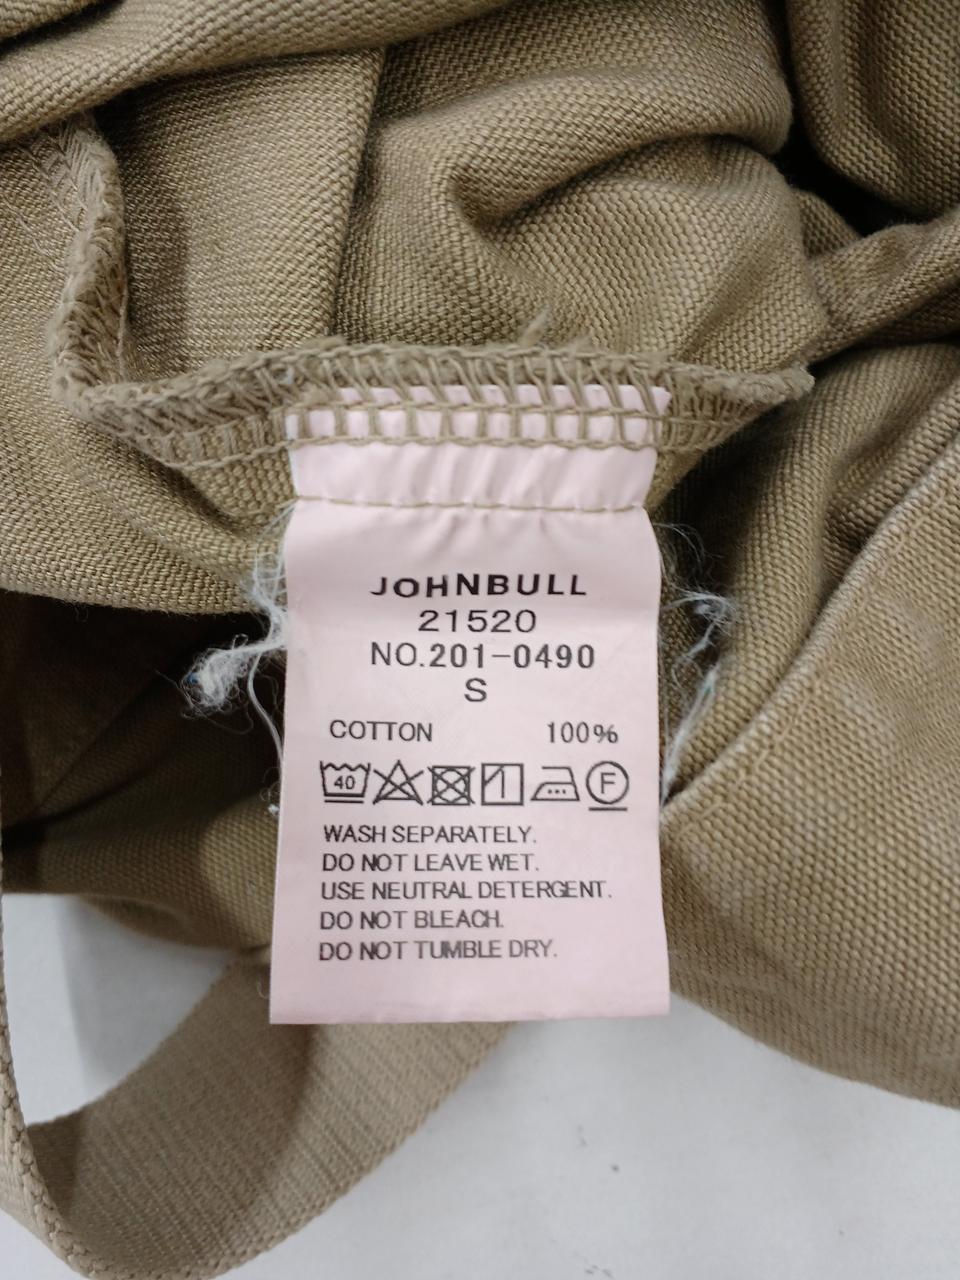 JOHNBULL
21520
NO.201-0490
S
COTTON 100%
40 F
WASH SEPARATELY.
DO NOT LEAVE WET.
USE NEUTRAL DETERGENT.
DO NOT BLEACH.
DO NOT TUMBLE DRY.